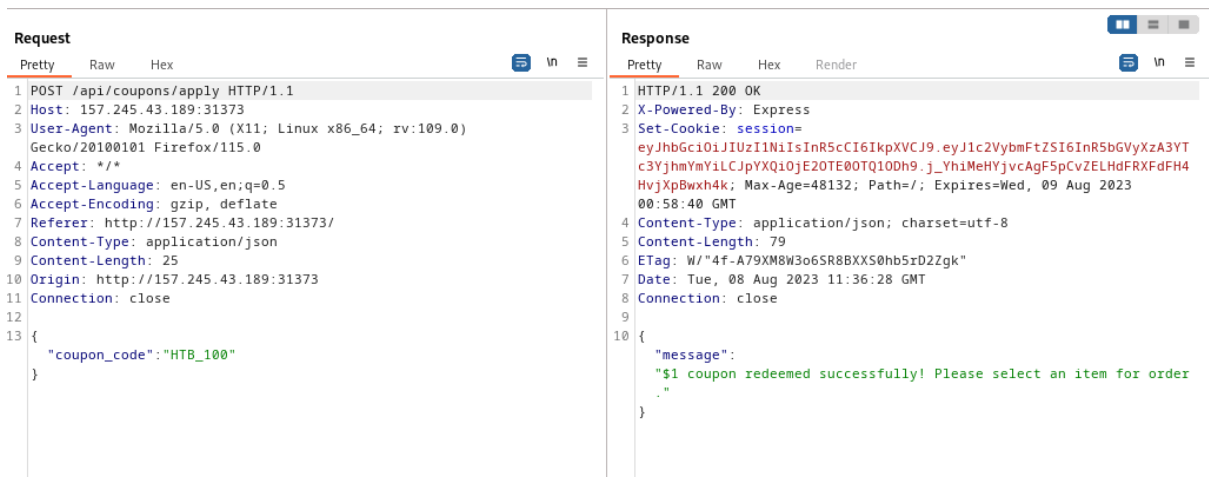 Request
Pretty Raw Hex
\n
1 POST /api/coupons/apply HTTP/1.1
2 Host: 157.245.43.189:31373
3 User-Agent: Mozilla/5.0 (X11; Linux x86_64; rv:109.0)
Gecko/20100101 Firefox/115.0
4 Accept: */*
5 Accept-Language: en-US,en;q=0.5
6 Accept-Encoding: gzip, deflate
7 Referer: http://157.245.43.189:31373/
8 Content-Type: application/json
9 Content-Length: 25
10 Origin: http://157.245.43.189:31373
11 Connection: close
12
13 {
"coupon_code":"HTB_100"
}
Response
Pretty Raw Hex Render
\n
1 HTTP/1.1 200 OK
2 X-Powered-By: Express
3 Set-Cookie: session=
eyJhbGciOiJIUzI1NiIsInR5cCI6IkpXVCJ9.eyJ1c2VybmFtZSI6InR5bGVyXzA3YT
c3YjhmYmYiLCJpYXQiOjE2OTE0OTQ1ODh9.j_YhiMeHYjvcAgF5pCvZELHdFRXFdFH4
HvjXpBwxh4k; Max-Age=48132; Path=/; Expires=Wed, 09 Aug 2023
00:58:40 GMT
4 Content-Type: application/json; charset=utf-8
5 Content-Length: 79
6 ETag: W/"4f-A79XM8W3o6SR8BXXS0hb5rD2Zgk"
7 Date: Tue, 08 Aug 2023 11:36:28 GMT
8 Connection: close
9
10 {
"message":
"$1 coupon redeemed successfully! Please select an item for order
."
}